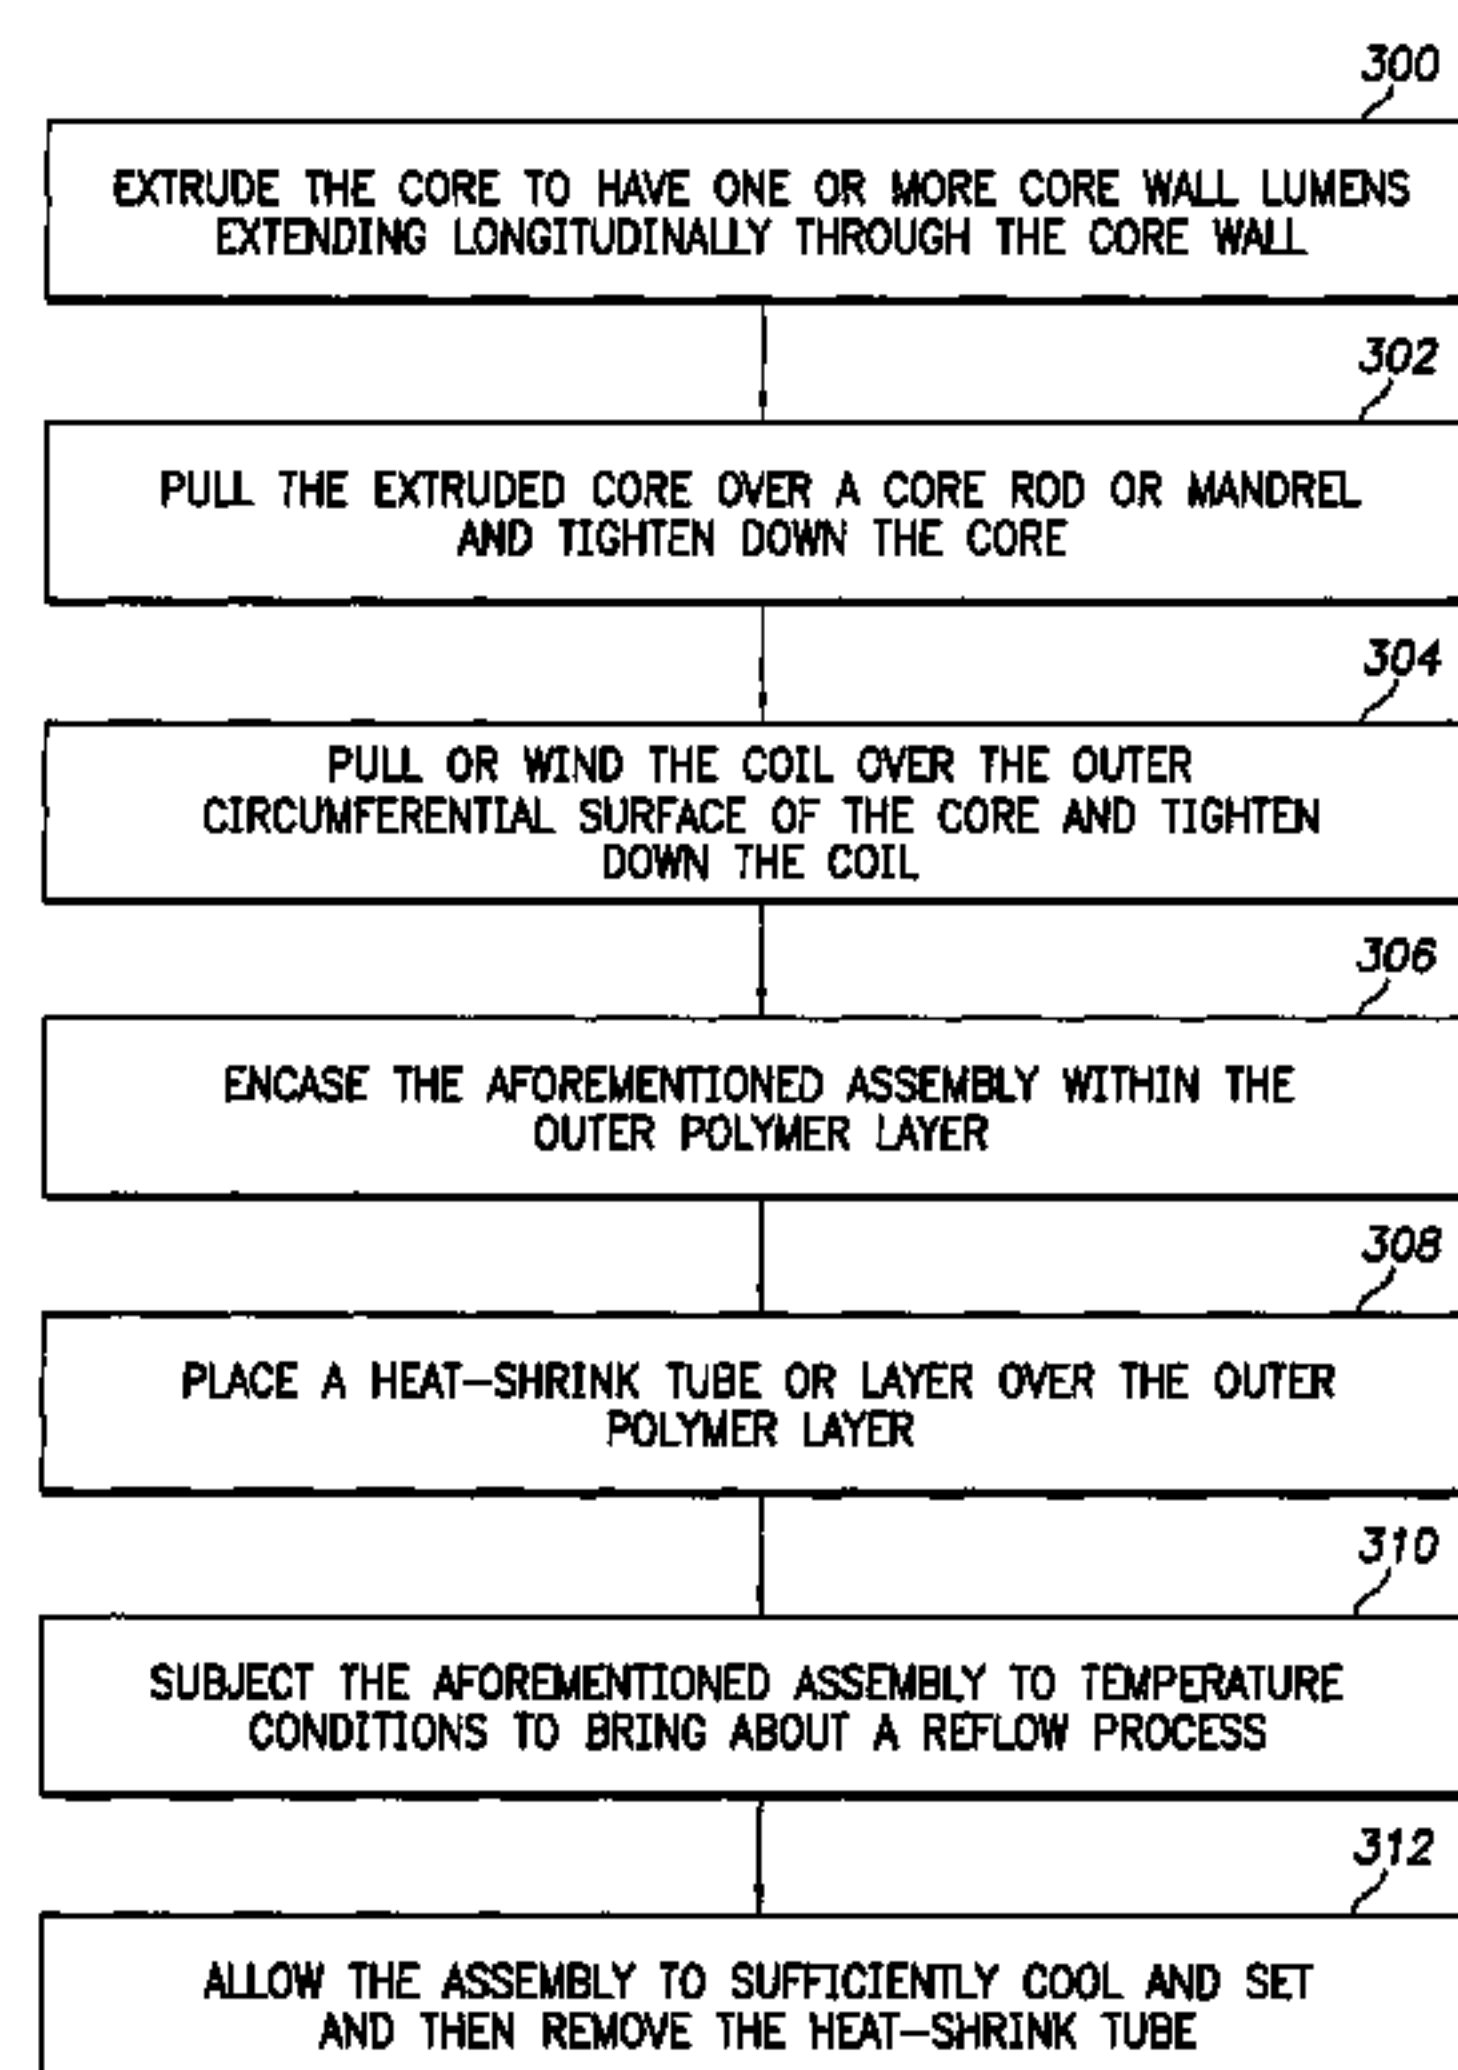 300
EXTRUDE THE CORE TO HAVE ONE OR MORE CORE WALL LUMENS
EXTENDING LONGITUDINALLY THROUGH THE CORE WALL
302
PULL THE EXTRUDED CORE OVER A CORE ROD OR MANDREL
AND TIGHTEN DOWN THE CORE
304
PULL OR WIND THE COIL OVER THE OUTER
CIRCUMFERENTIAL SURFACE OF THE CORE AND TIGHTEN
DOWN THE COIL
306
ENCASE THE AFOREMENTIONED ASSEMBLY WITHIN THE
OUTER POLYMER LAYER
308
PLACE A HEAT-SHRINK TUBE OR LAYER OVER THE OUTER
POLYMER LAYER
310
SUBJECT THE AFOREMENTIONED ASSEMBLY TO TEMPERATURE
CONDITIONS TO BRING ABOUT A REFLOW PROCESS
312
ALLOW THE ASSEMBLY TO SUFFICIENTLY COOL AND SET
AND THEN REMOVE THE HEAT-SHRINK TUBE